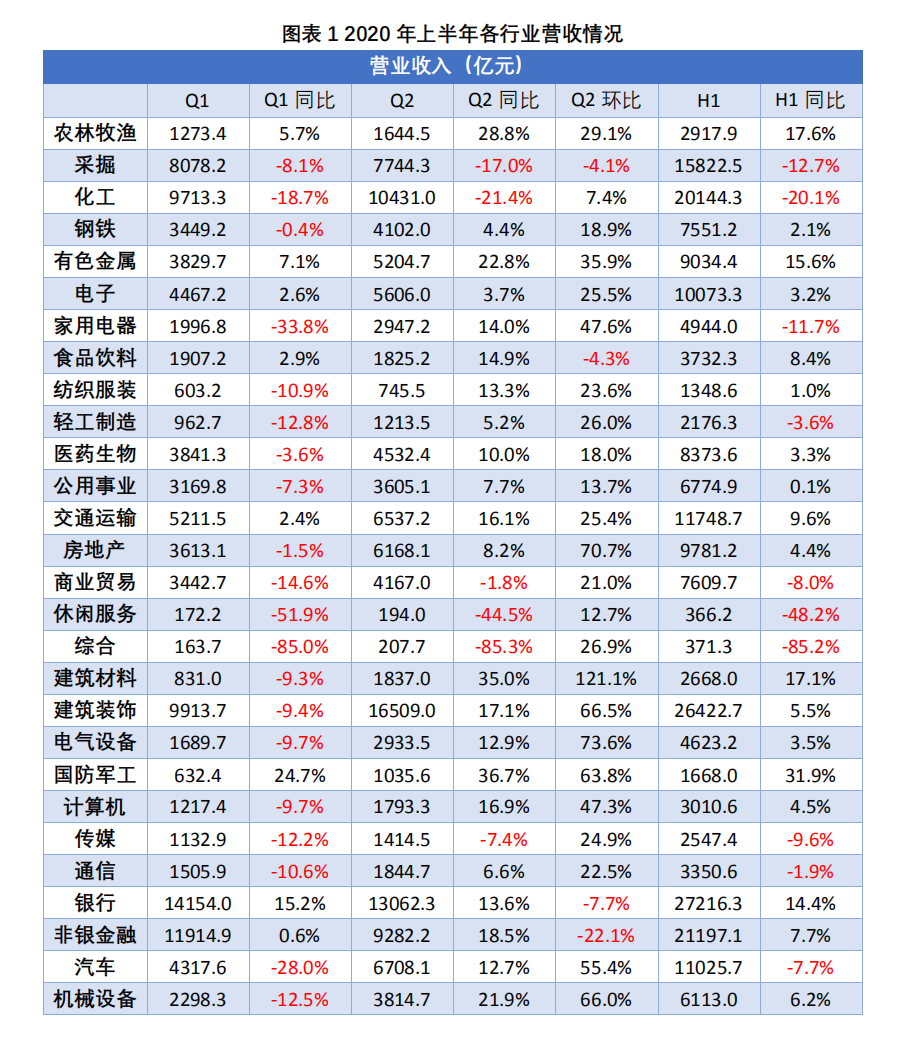 图表 1 2020 年上半年各行业营收情况
营业收入（亿元）
Q1 Q1 同比 Q2 Q2 同比 Q2 环比 H1 H1 同比
农林牧渔 1273.4 5.7% 1644.5 28.8% 29.1% 2917.9 17.6%
采掘 8078.2 -8.1% 7744.3 -17.0% -4.1% 15822.5 -12.7%
化工 9713.3 -18.7% 10431.0 -21.4% 7.4% 20144.3 -20.1%
钢铁 3449.2 -0.4% 4102.0 4.4% 18.9% 7551.2 2.1%
有色金属 3829.7 7.1% 5204.7 22.8% 35.9% 9034.4 15.6%
电子 4467.2 2.6% 5606.0 3.7% 25.5% 10073.3 3.2%
家用电器 1996.8 -33.8% 2947.2 14.0% 47.6% 4944.0 -11.7%
食品饮料 1907.2 2.9% 1825.2 14.9% -4.3% 3732.3 8.4%
纺织服装 603.2 -10.9% 745.5 13.3% 23.6% 1348.6 1.0%
轻工制造 962.7 -12.8% 1213.5 5.2% 26.0% 2176.3 -3.6%
医药生物 3841.3 -3.6% 4532.4 10.0% 18.0% 8373.6 3.3%
公用事业 3169.8 -7.3% 3605.1 7.7% 13.7% 6774.9 0.1%
交通运输 5211.5 2.4% 6537.2 16.1% 25.4% 11748.7 9.6%
房地产 3613.1 -1.5% 6168.1 8.2% 70.7% 9781.2 4.4%
商业贸易 3442.7 -14.6% 4167.0 -1.8% 21.0% 7609.7 -8.0%
休闲服务 172.2 -51.9% 194.0 -44.5% 12.7% 366.2 -48.2%
综合 163.7 -85.0% 207.7 -85.3% 26.9% 371.3 -85.2%
建筑材料 831.0 -9.3% 1837.0 35.0% 121.1% 2668.0 17.1%
建筑装饰 9913.7 -9.4% 16509.0 17.1% 66.5% 26422.7 5.5%
电气设备 1689.7 -9.7% 2933.5 12.9% 73.6% 4623.2 3.5%
国防军工 632.4 24.7% 1035.6 36.7% 63.8% 1668.0 31.9%
计算机 1217.4 -9.7% 1793.3 16.9% 47.3% 3010.6 4.5%
传媒 1132.9 -12.2% 1414.5 -7.4% 24.9% 2547.4 -9.6%
通信 1505.9 -10.6% 1844.7 6.6% 22.5% 3350.6 -1.9%
银行 14154.0 15.2% 13062.3 13.6% -7.7% 27216.3 14.4%
非银金融 11914.9 0.6% 9282.2 18.5% -22.1% 21197.1 7.7%
汽车 4317.6 -28.0% 6708.1 12.7% 55.4% 11025.7 -7.7%
机械设备 2298.3 -12.5% 3814.7 21.9% 66.0% 6113.0 6.2%